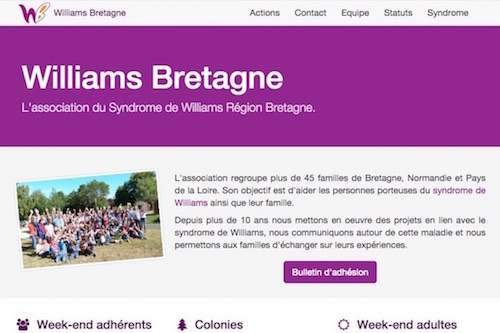 WB Williams Bretagne Actions Contact Equipe Statuts Syndrome
Williams Bretagne
L'association du Syndrome de Williams Région Bretagne.
L'association regroupe plus de 45 familles de Bretagne, Normandie et Pays
de la Loire. Son objectif est d'aider les personnes porteuses du syndrome de
Williams ainsi que leur famille.
Depuis plus de 10 ans nous mettons en oeuvre des projets en lien avec le
syndrome de Williams, nous communiquons autour de cette maladie et nous
permettons aux familles d'échanger sur leurs expériences.
Bulletin d'adhésion
Week-end adhérents Colonies Week-end adultes